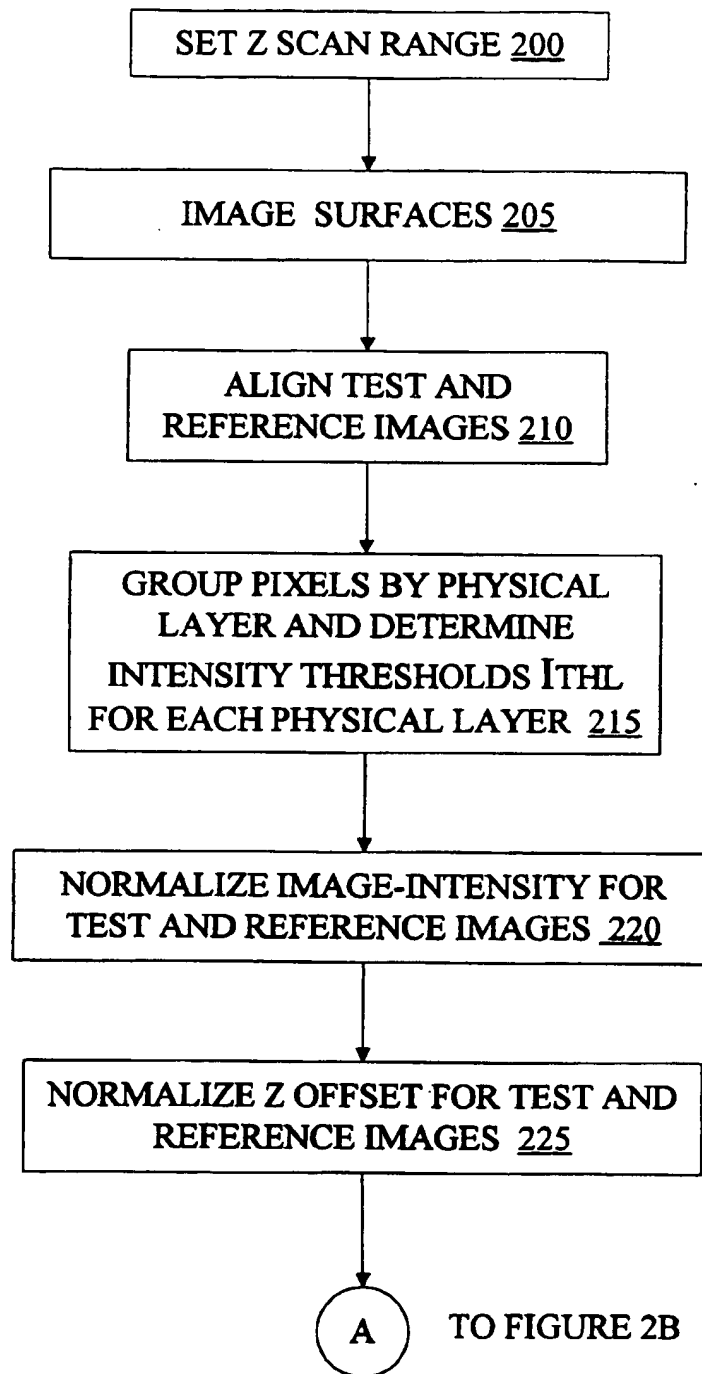 SET Z SCAN RANGE 200
IMAGE SURFACES 205
ALIGN TEST AND
REFERENCE IMAGES 210
GROUP PIXELS BY PHYSICAL
LAYER AND DETERMINE
INTENSITY THRESHOLDS ITHL
FOR EACH PHYSICAL LAYER 215
NORMALIZE IMAGE-INTENSITY FOR
TEST AND REFERENCE IMAGES 220
NORMALIZE Z OFFSET FOR TEST AND
REFERENCE IMAGES 225
A TO FIGURE 2B